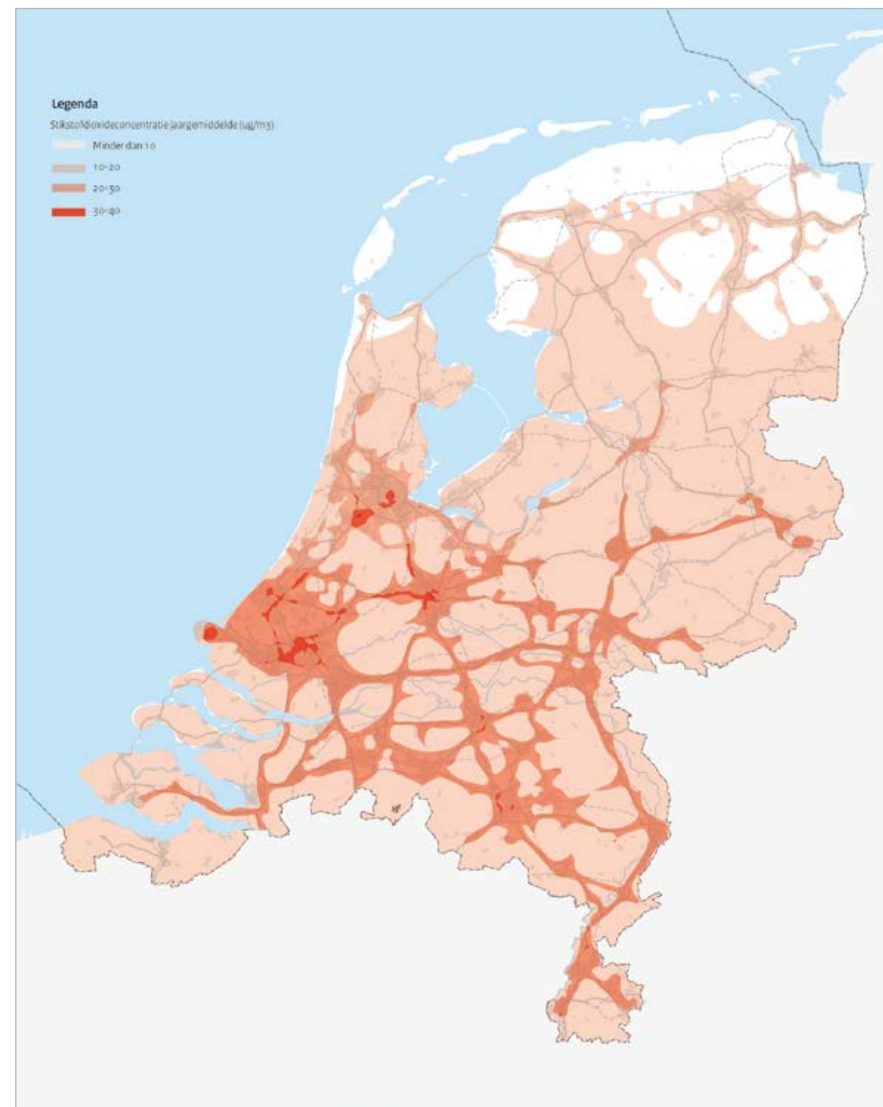 Legenda
Stikstofdioxideconcentratie jaargemiddelde (ug/m3)
Minder dan 10
10-20
20-30
30-40